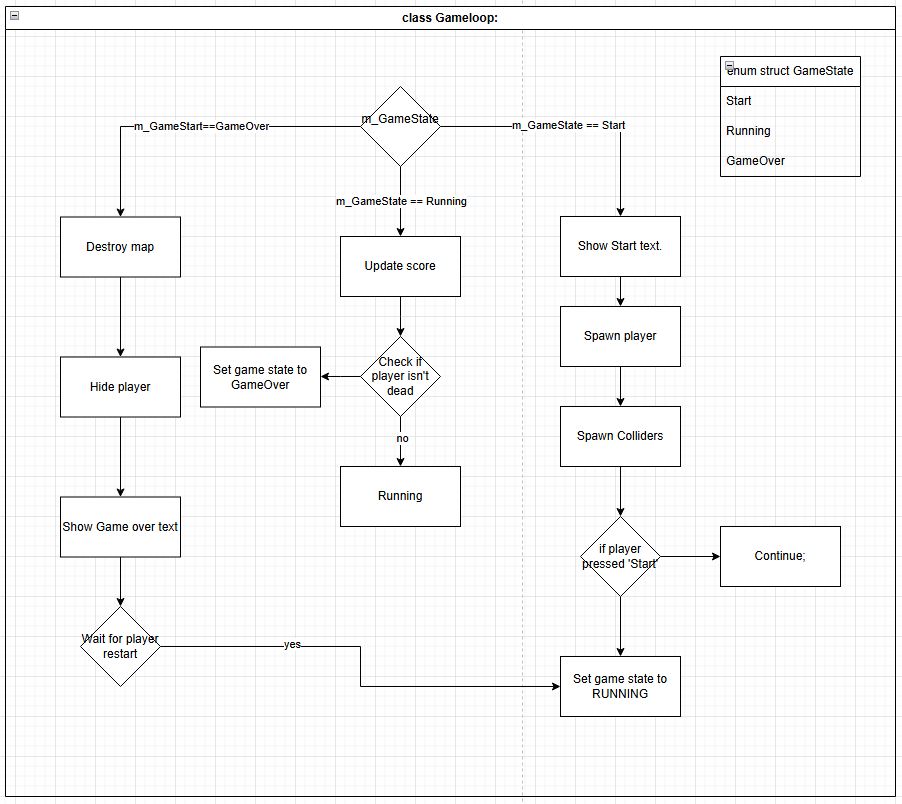 class Gameloop:
enum struct GameState
Start
Running
GameOver
m_GameState
m_GameStart==GameOver
m_GameState == Start
m_GameState == Running
Destroy map
Hide player
Show Game over text
Wait for player
restart
yes
Update score
Check if
player isn't
dead
Set game state to
GameOver
no
Running
Show Start text.
Spawn player
Spawn Colliders
if player
pressed 'Start'
Continue;
Set game state to
RUNNING